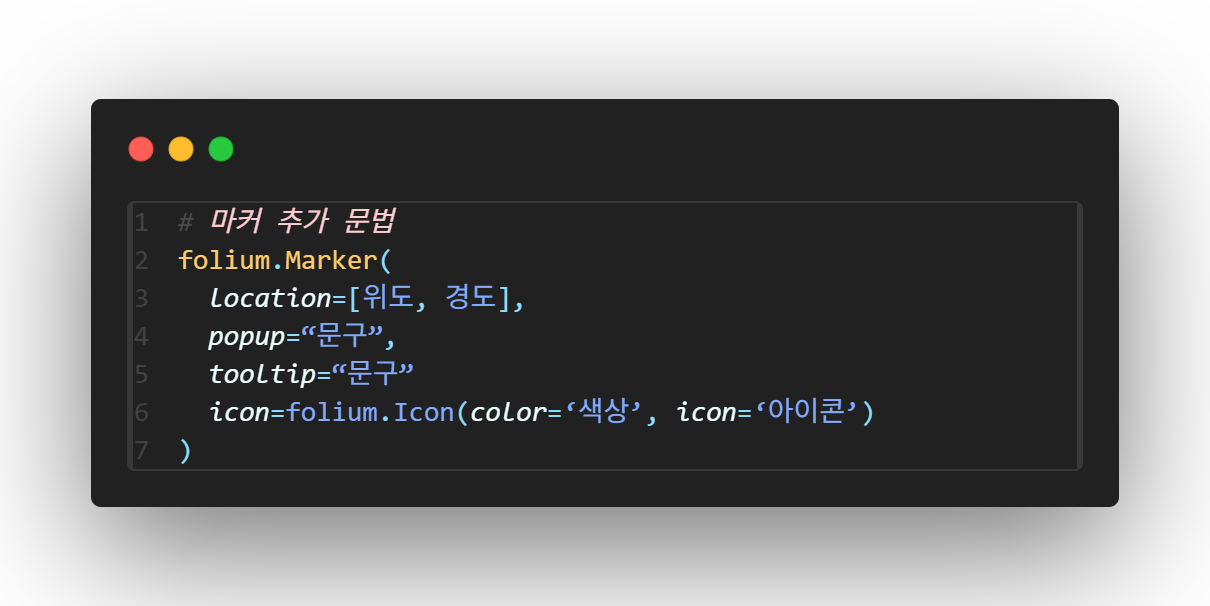 1 # 마커 추가 문법
2 folium.Marker(
3   location=[위도, 경도],
4   popup=“문구”,
5   tooltip=“문구”
6   icon=folium.Icon(color=‘색상’, icon=‘아이콘’)
7 )